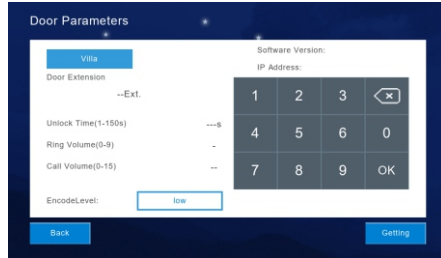 Door Parameters
Villa
Software Version:
IP Address:
Door Extension
--Ext.
Unlock Time(1-150s) ---s
Ring Volume(0-9) -
Call Volume(0-15) --
EncodeLevel: low
1 2 3
4 5 6 0
7 8 9 OK
Back
Getting